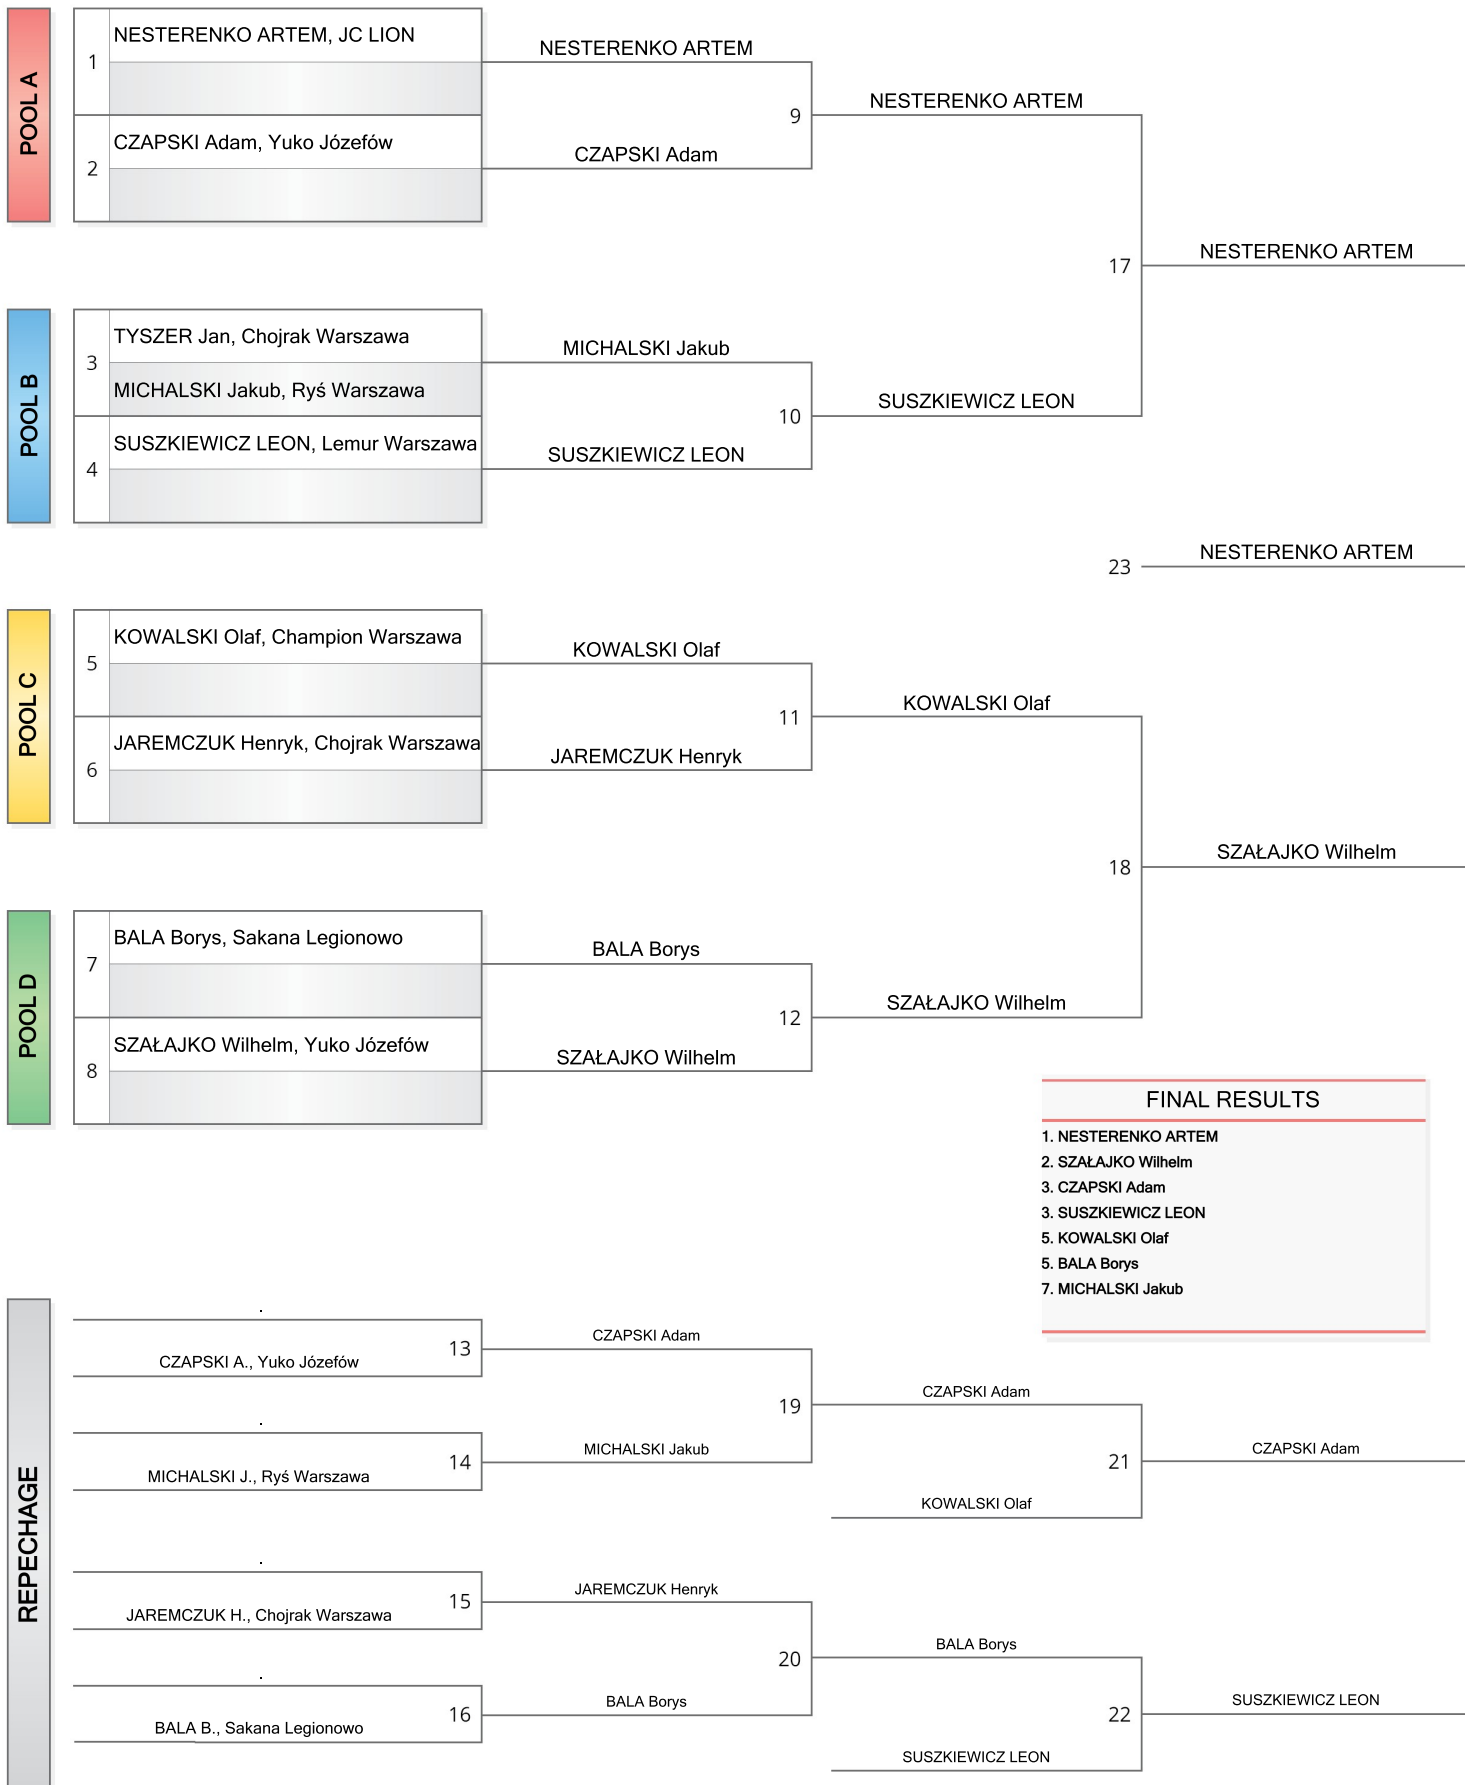 POOL A
1
NESTERENKO ARTEM, JC LION
2
CZAPSKI Adam, Yuko Józefów
NESTERENKO ARTEM
CZAPSKI Adam
9
NESTERENKO ARTEM
17
NESTERENKO ARTEM
POOL B
3
TYSZER Jan, Chojrak Warszawa
MICHALSKI Jakub, Ryś Warszawa
4
SUSZKIEWICZ LEON, Lemur Warszawa
MICHALSKI Jakub
SUSZKIEWICZ LEON
10
SUSZKIEWICZ LEON
23
NESTERENKO ARTEM
POOL C
5
KOWALSKI Olaf, Champion Warszawa
6
JAREMCZUK Henryk, Chojrak Warszawa
KOWALSKI Olaf
JAREMCZUK Henryk
11
KOWALSKI Olaf
18
SZAŁAJKO Wilhelm
POOL D
7
BALA Borys, Sakana Legionowo
8
SZAŁAJKO Wilhelm, Yuko Józefów
BALA Borys
SZAŁAJKO Wilhelm
12
SZAŁAJKO Wilhelm
FINAL RESULTS
1. NESTERENKO ARTEM
2. SZAŁAJKO Wilhelm
3. CZAPSKI Adam
3. SUSZKIEWICZ LEON
5. KOWALSKI Olaf
5. BALA Borys
7. MICHALSKI Jakub
REPECHAGE
.
CZAPSKI A., Yuko Józefów
13
.
MICHALSKI J., Ryś Warszawa
14
CZAPSKI Adam
MICHALSKI Jakub
19
CZAPSKI Adam
KOWALSKI Olaf
21
CZAPSKI Adam
.
JAREMCZUK H., Chojrak Warszawa
15
.
BALA B., Sakana Legionowo
16
JAREMCZUK Henryk
BALA Borys
20
BALA Borys
SUSZKIEWICZ LEON
22
SUSZKIEWICZ LEON